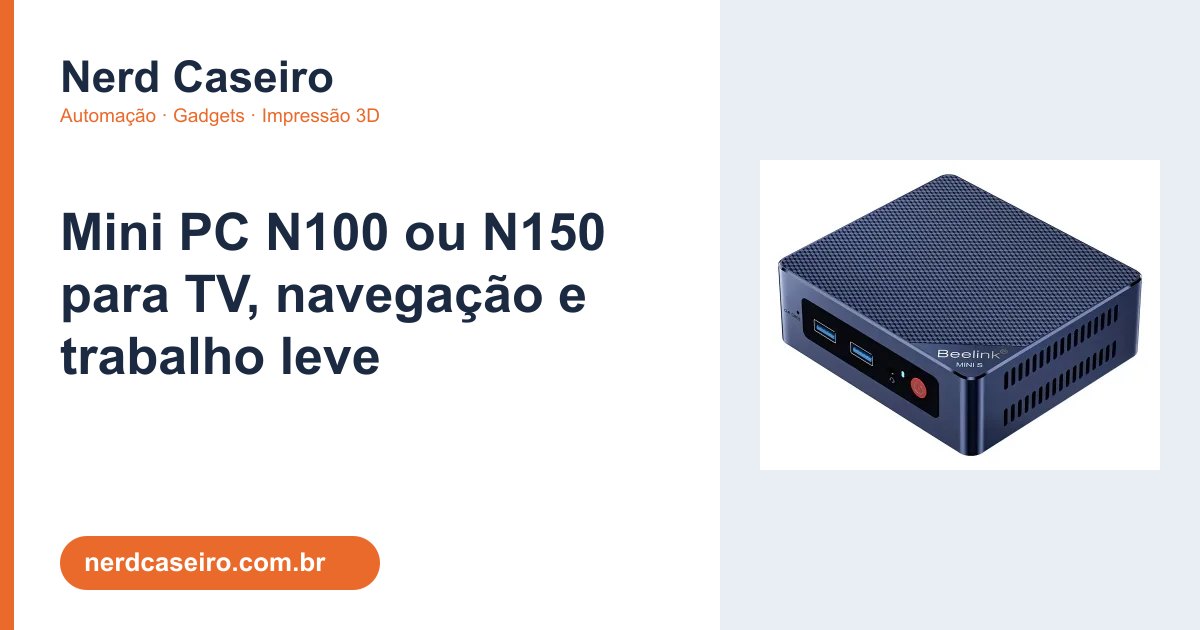 Nerd Caseiro
Automação · Gadgets · Impressão 3D
Mini PC N100 ou N150
para TV, navegação e
trabalho leve
nerdcaseiro.com.br
Beelink®
MINI S